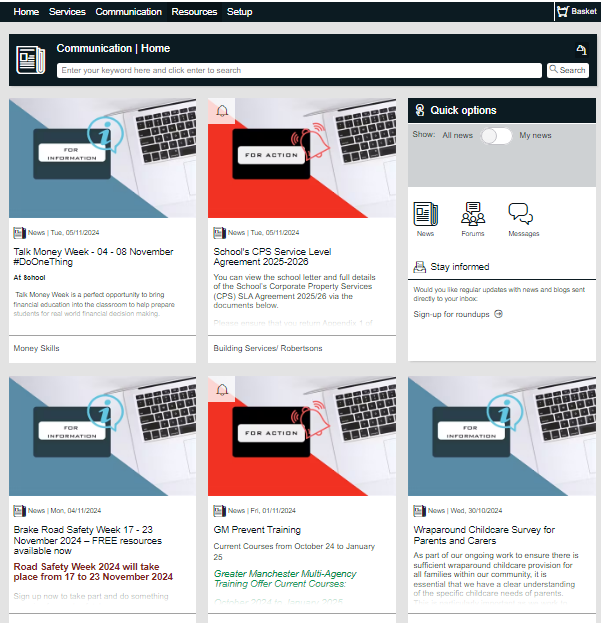 Home Services Communication Resources Setup Basket
Communication | Home
Enter your keyword here and click enter to search
Search
FOR
INFORMATION
News | Tue, 05/11/2024
Talk Money Week - 04 - 08 November
#DoOneThing
At School
Talk Money Week is a perfect opportunity to bring
financial education into the classroom to help prepare
students for real world financial decision making.
Money Skills
FOR ACTION
News | Tue, 05/11/2024
School's CPS Service Level
Agreement 2025-2026
You can view the school letter and full details
of the School's Corporate Property Services
(CPS) SLA Agreement 2025/26 via the
documents below.
Please ensure that you return Appendix 1 of
Building Services/ Robertsons
Quick options
Show: All news My news
News Forums Messages
Stay informed
Would you like regular updates with news and blogs sent
directly to your inbox:
Sign-up for roundups
FOR
INFORMATION
News | Mon, 04/11/2024
Brake Road Safety Week 17 - 23
November 2024 – FREE resources
available now
Road Safety Week 2024 will take
place from 17 to 23 November 2024
Sign up now to take part and do something
FOR ACTION
News | Fri, 01/11/2024
GM Prevent Training
Current Courses from October 24 to January
25
Greater Manchester Multi-Agency
Training Offer Current Courses:
October 2024 to January 2025
FOR
INFORMATION
News | Wed, 30/10/2024
Wraparound Childcare Survey for
Parents and Carers
As part of our ongoing work to ensure there is
sufficient wraparound childcare provision for
all families within our community, it is
essential that we have a clear understanding
of the specific childcare needs of parents.